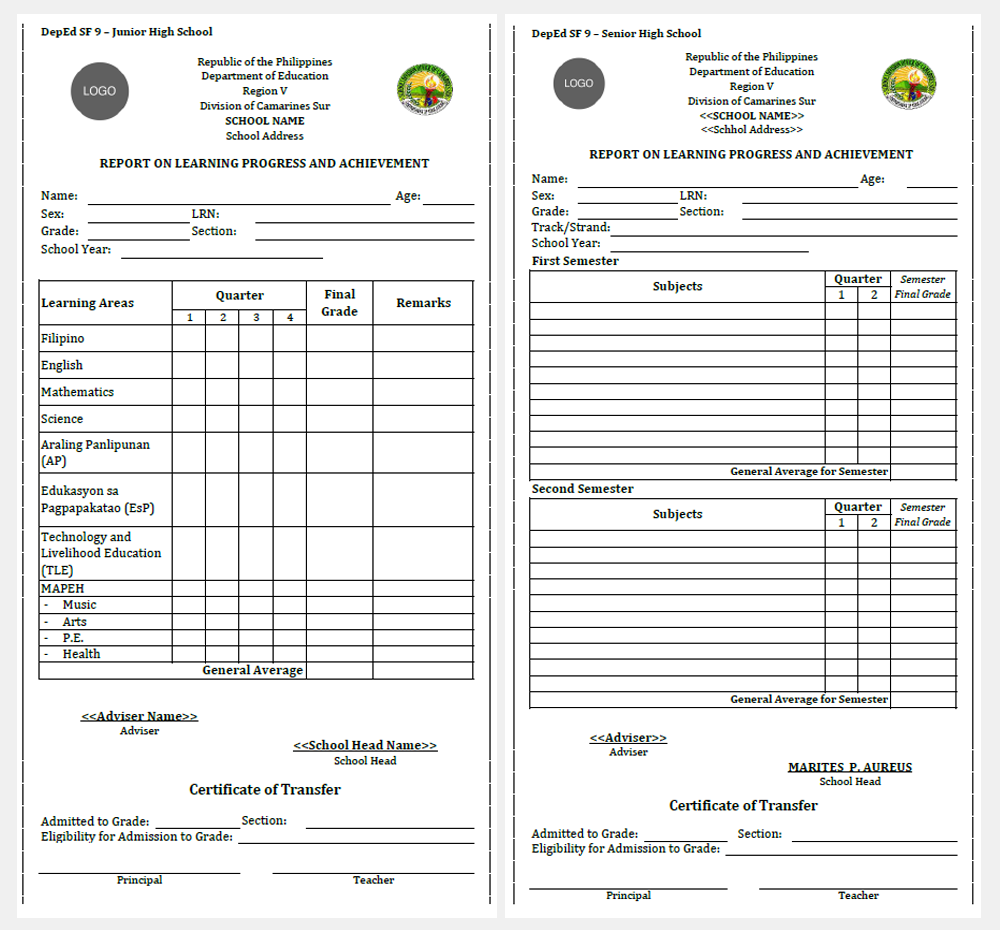 DepEd SF 9 – Junior High School
LOGO
Republic of the Philippines
Department of Education
Region V
Division of Camarines Sur
SCHOOL NAME
School Address
REPORT ON LEARNING PROGRESS AND ACHIEVEMENT
Name: Age:
Sex: LRN:
Grade: Section:
School Year:
Learning Areas Quarter Final Grade Remarks
1 2 3 4
Filipino
English
Mathematics
Science
Araling Panlipunan
(AP)
Edukasyon sa
Pagpapakatao (EsP)
Technology and
Livelihood Education
(TLE)
MAPEH
- Music
- Arts
- P.E.
- Health
General Average
<<Adviser Name>>
Adviser
<<School Head Name>>
School Head
Certificate of Transfer
Admitted to Grade: Section:
Eligibility for Admission to Grade:
Principal Teacher
DepEd SF 9 – Senior High School
LOGO
Republic of the Philippines
Department of Education
Region V
Division of Camarines Sur
<<SCHOOL NAME>>
<<Schhol Address>>
REPORT ON LEARNING PROGRESS AND ACHIEVEMENT
Name: Age:
Sex: LRN:
Grade: Section:
Track/Strand:
School Year:
First Semester
Subjects Quarter Semester
1 2 Final Grade
General Average for Semester
Second Semester
Subjects Quarter Semester
1 2 Final Grade
General Average for Semester
<<Adviser>>
Adviser
MARITES P. AUREUS
School Head
Certificate of Transfer
Admitted to Grade: Section:
Eligibility for Admission to Grade:
Principal Teacher